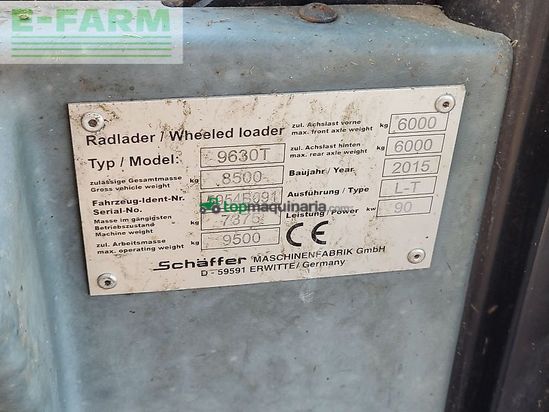 E-FARM
Radlader / Wheeled loader
Typ / Model: 9630T
zulässige Gesamtmasse
Gross vehicle weight kg 8500
Fahrzeug-Ident-Nr.
Serial-No.
Masse im gängigsten
Betriebszustand
Machine weight kg
zul. Arbeitsmasse
max. operating weight kg 9500
zul. Achslast vorne
max. front axle weight kg 6000
zul. Achslast hinten
max. rear axle weight kg 6000
Baujahr / Year 2015
Ausführung / Type L-T
Leistung / Power kw 90
CE
topmaquinaria.com
Schäffer MASCHINENFABRIK GmbH
D - 59591 ERWITTE / Germany